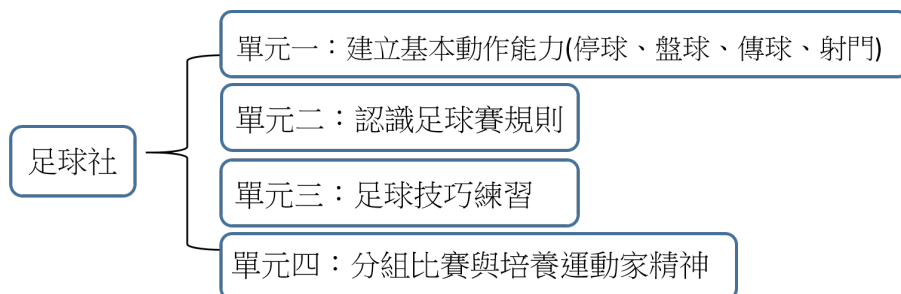 單元一：建立基本動作能力(停球、盤球、傳球、射門)
單元二：認識足球賽規則
足球社
單元三：足球技巧練習
單元四：分組比賽與培養運動家精神